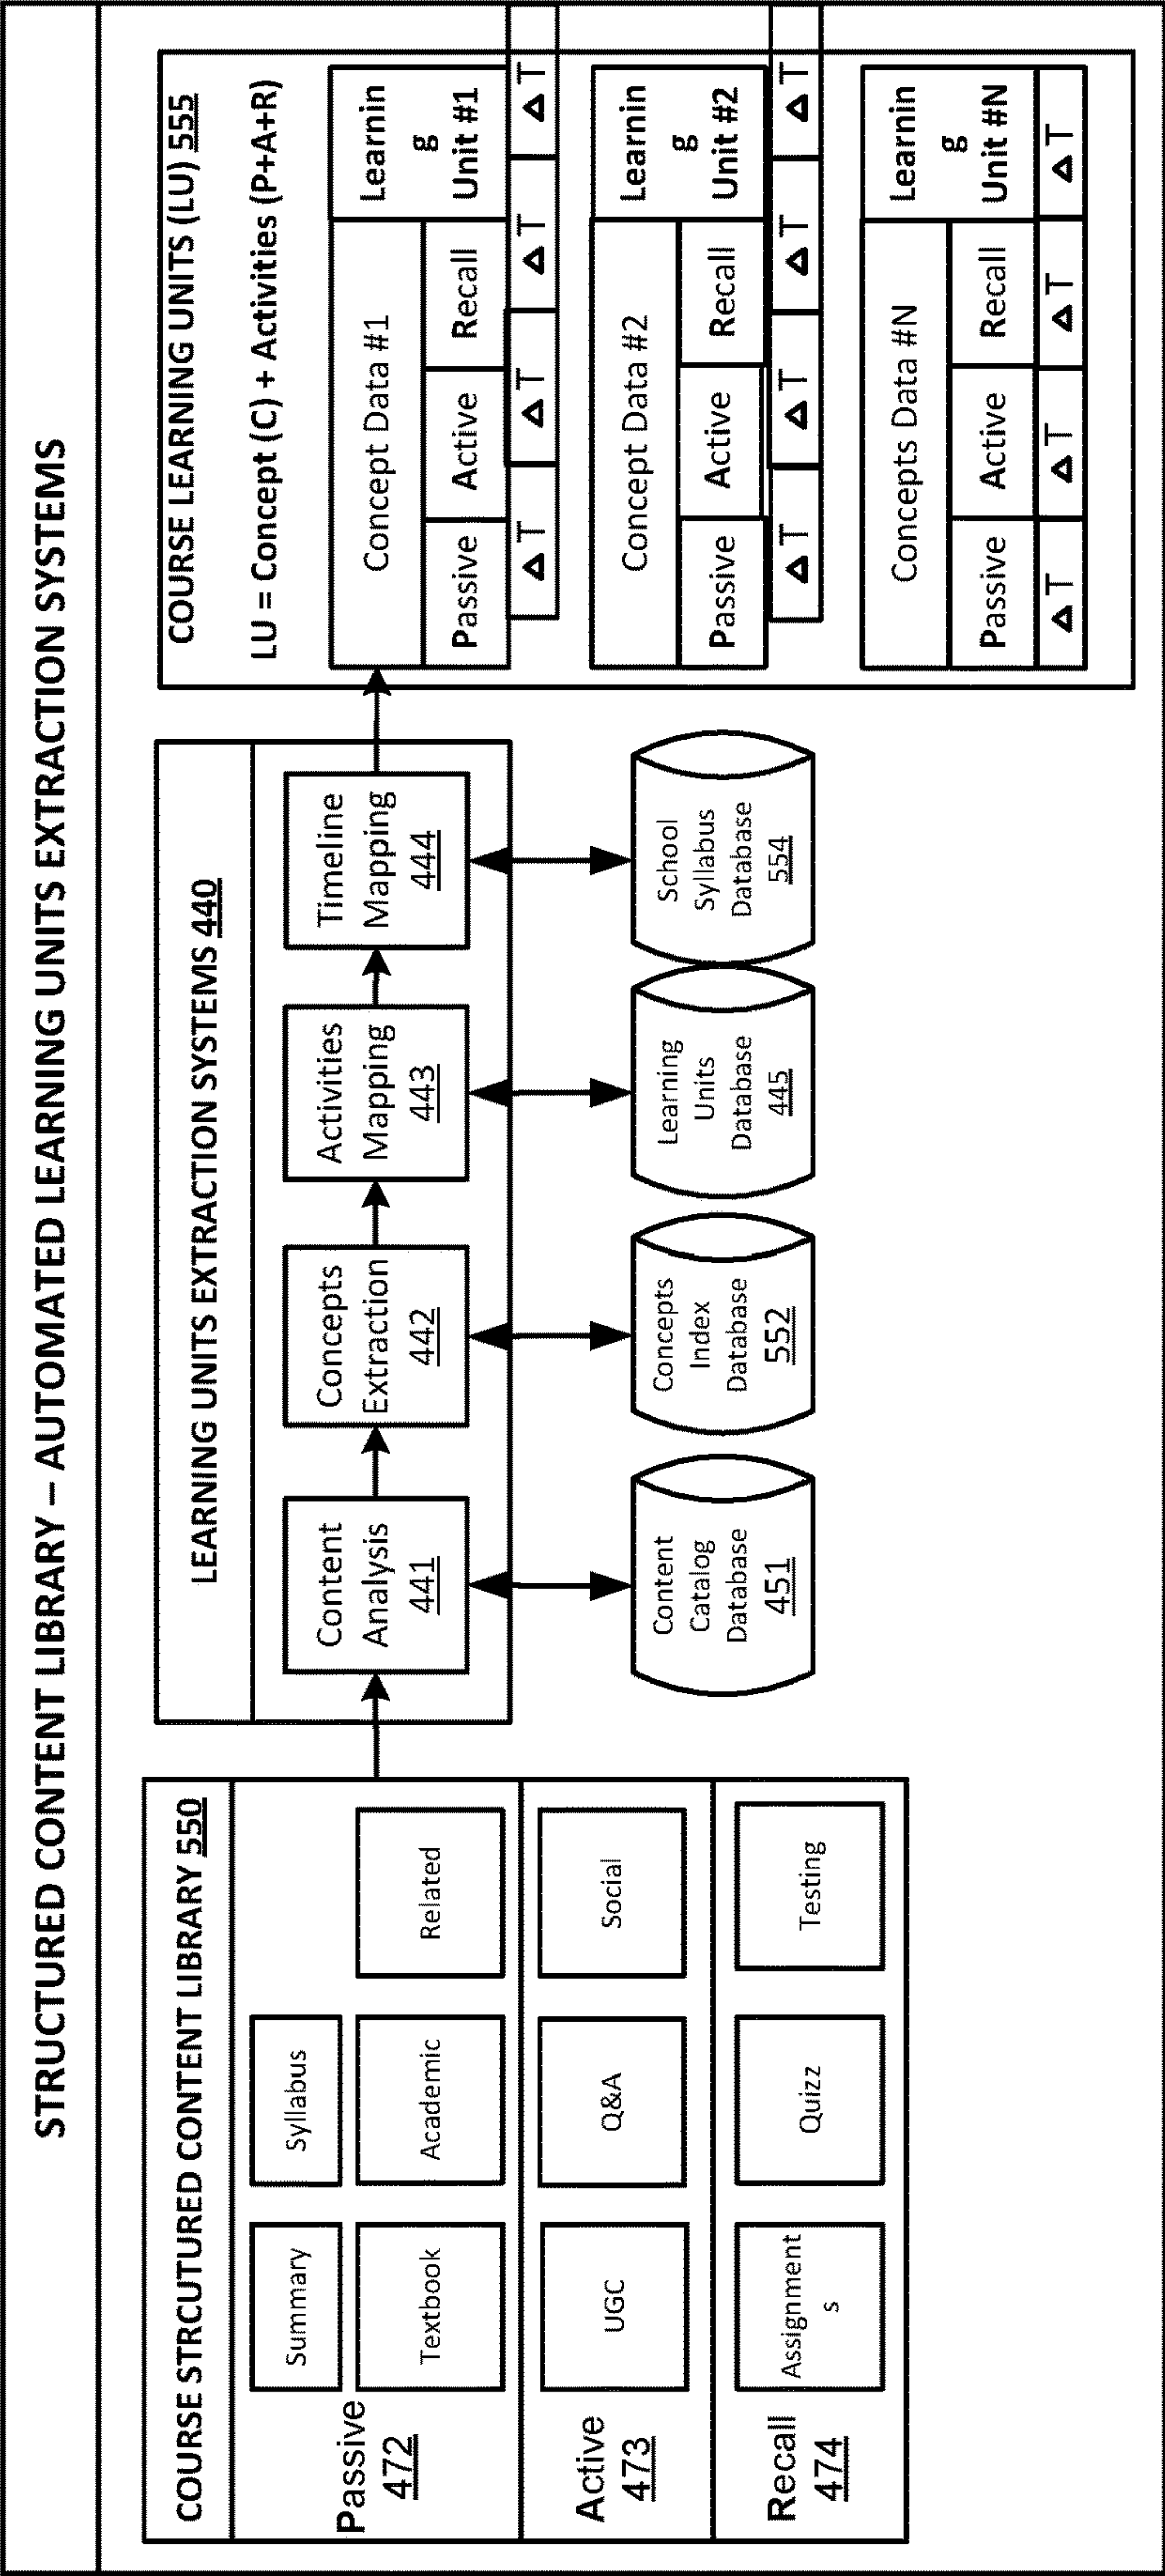 STRUCTURED CONTENT LIBRARY – AUTOMATED LEARNING UNITS EXTRACTION SYSTEMS
COURSE STRCUTURED CONTENT LIBRARY 550
Passive
472
Summary
Syllabus
Textbook
Academic
Related
Active
473
UGC
Q&A
Social
Recall
474
Assignment
s
Quizz
Testing
LEARNING UNITS EXTRACTION SYSTEMS 440
Content
Analysis
441
Concepts
Extraction
442
Activities
Mapping
443
Timeline
Mapping
444
Content
Catalog
Database
451
Concepts
Index
Database
552
Learning
Units
Database
445
School
Syllabus
Database
554
COURSE LEARNING UNITS (LU) 555
LU = Concept (C) + Activities (P+A+R)
Concept Data #1
Learnin
g
Unit #1
Passive
Active
Recall
Δ T
Δ T
Δ T
Δ T
Concept Data #2
Learnin
g
Unit #2
Passive
Active
Recall
Δ T
Δ T
Δ T
Δ T
Concepts Data #N
Learnin
g
Unit #N
Passive
Active
Recall
Δ T
Δ T
Δ T
Δ T